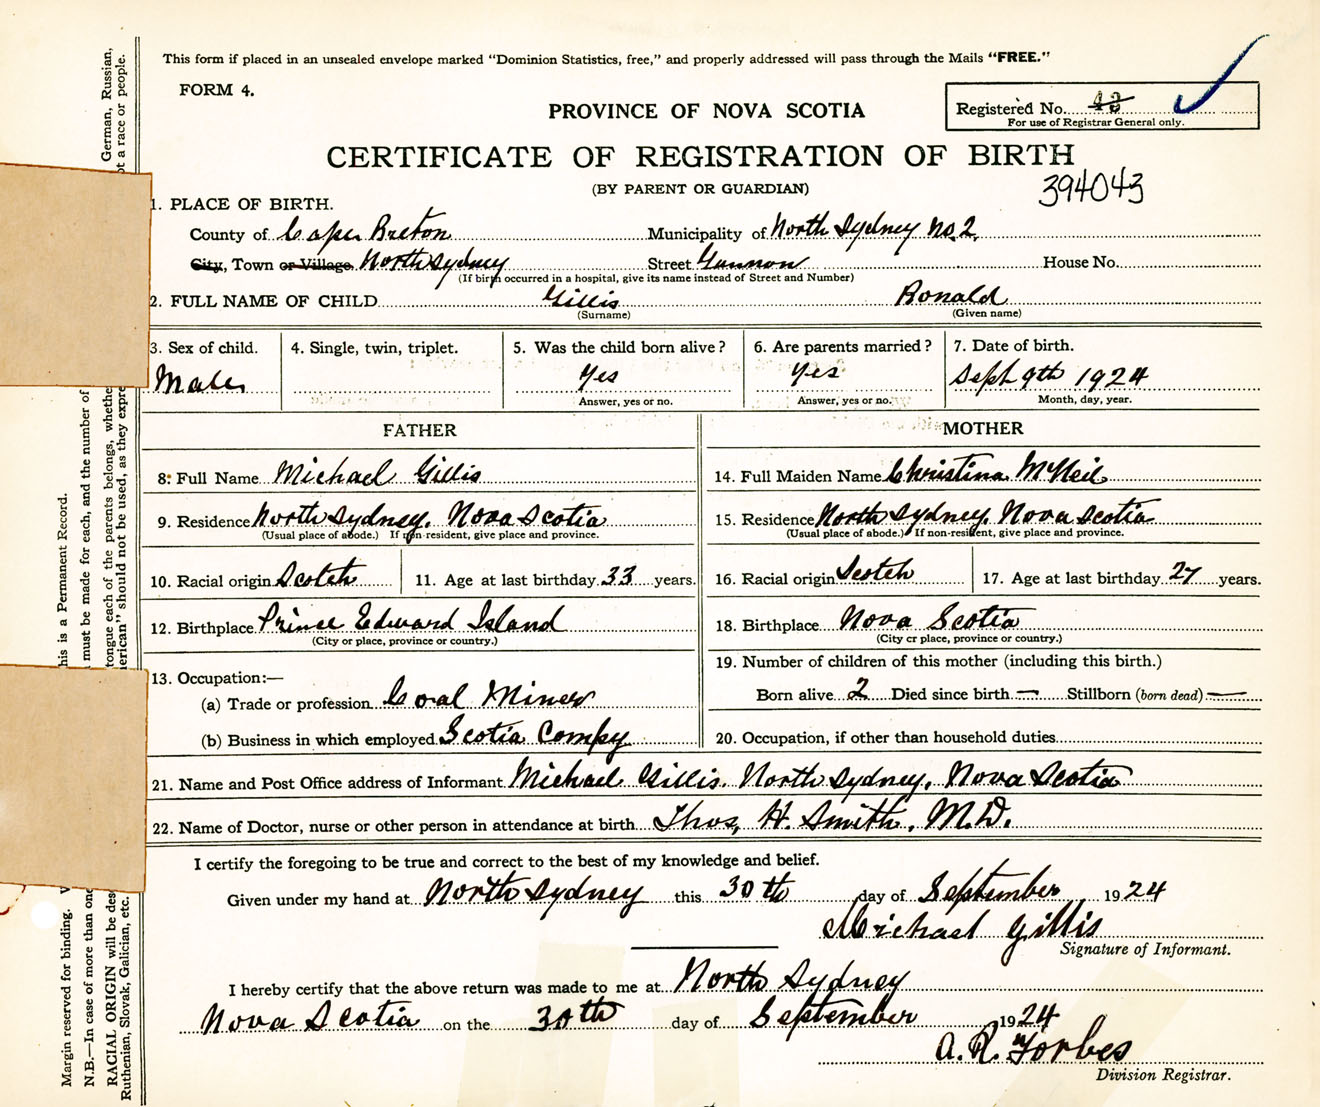 This form if placed in an unsealed envelope marked "Dominion Statistics, free," and properly addressed will pass through the Mails "FREE."
FORM 4.
PROVINCE OF NOVA SCOTIA
Registered No. 43
For use of Registrar General only.
CERTIFICATE OF REGISTRATION OF BIRTH
(BY PARENT OR GUARDIAN)
394043
1. PLACE OF BIRTH.
County of Cape Breton Municipality of North Sydney No. 2
City, Town or Village North Sydney Street Gannon House No.
(If birth occurred in a hospital, give its name instead of Street and Number)
2. FULL NAME OF CHILD Gillis Ronald
(Surname) (Given name)
3. Sex of child. 4. Single, twin, triplet. 5. Was the child born alive? 6. Are parents married? 7. Date of birth.
Male Yes Yes Sept 9th 1924
Answer, yes or no. Answer, yes or no. Month, day, year.
FATHER MOTHER
8. Full Name Michael Gillis 14. Full Maiden Name Christina McNeil
9. Residence North Sydney. Nova Scotia 15. Residence North Sydney. Nova Scotia
(Usual place of abode.) If non-resident, give place and province. (Usual place of abode.) If non-resident, give place and province.
10. Racial origin Scotch 11. Age at last birthday 33 years. 16. Racial origin Scotch 17. Age at last birthday 27 years.
12. Birthplace Prince Edward Island 18. Birthplace Nova Scotia
(City or place, province or country.) (City or place, province or country.)
13. Occupation:— 19. Number of children of this mother (including this birth.)
(a) Trade or profession Coal Miner Born alive 2 Died since birth — Stillborn (born dead) —
(b) Business in which employed Scotia Compy 20. Occupation, if other than household duties
21. Name and Post Office address of Informant Michael Gillis. North Sydney, Nova Scotia
22. Name of Doctor, nurse or other person in attendance at birth Thos, H. Smith, M.D.
I certify the foregoing to be true and correct to the best of my knowledge and belief.
Given under my hand at North Sydney this 30th day of September 1924
Michael Gillis
Signature of Informant.
I hereby certify that the above return was made to me at North Sydney
Nova Scotia on the 30th day of September 1924
A. R. Forbes
Division Registrar.
Margin reserved for binding. his is a Permanent Record.
N.B.—In case of more than one must be made for each, and the number of
RACIAL ORIGIN will be des tongue each of the parents belongs, whethe German, Russian,
Ruthenian, Slovak, Galician, etc. erican" should not be used, as they expre ot a race or people.